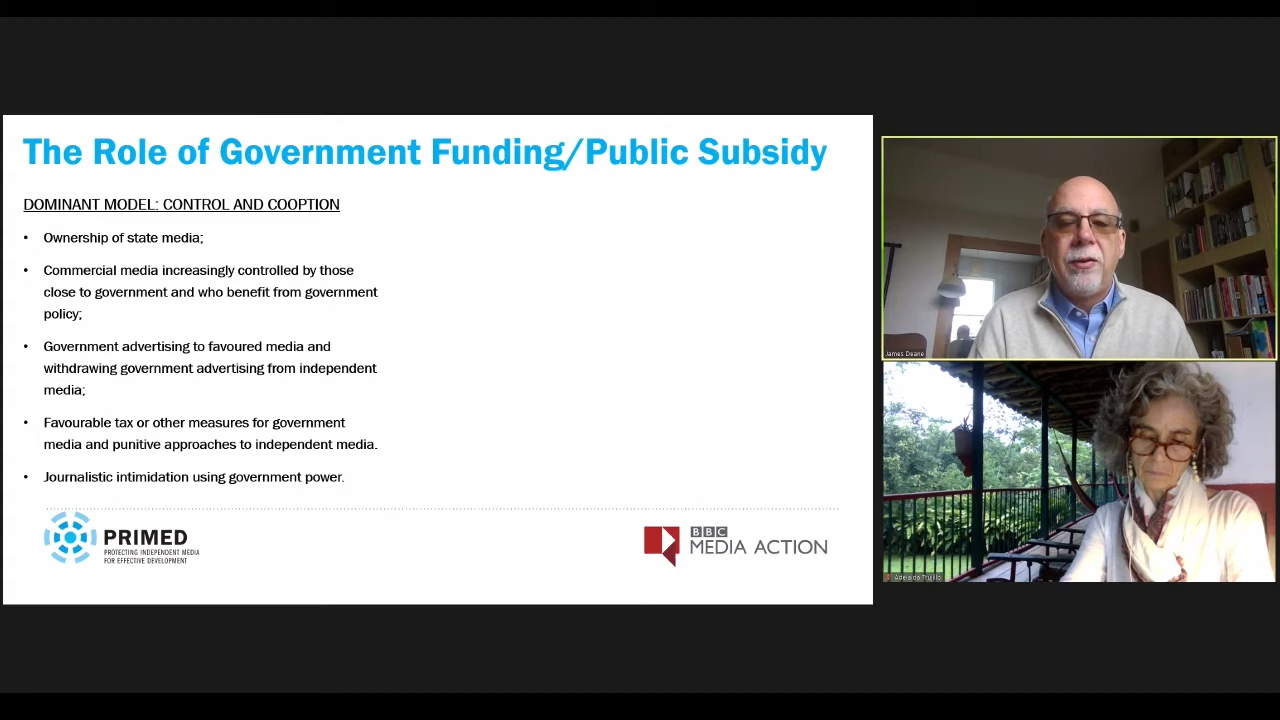 The Role of Government Funding/Public Subsidy
DOMINANT MODEL: CONTROL AND COOPTION
• Ownership of state media;
• Commercial media increasingly controlled by those
close to government and who benefit from government
policy;
• Government advertising to favoured media and
withdrawing government advertising from independent
media;
• Favourable tax or other measures for government
media and punitive approaches to independent media.
• Journalistic intimidation using government power.
PRIMED
PROTECTING INDEPENDENT MEDIA
FOR EFFECTIVE DEVELOPMENT
BBC
MEDIA ACTION
James Deane
Adelaida Trujillo